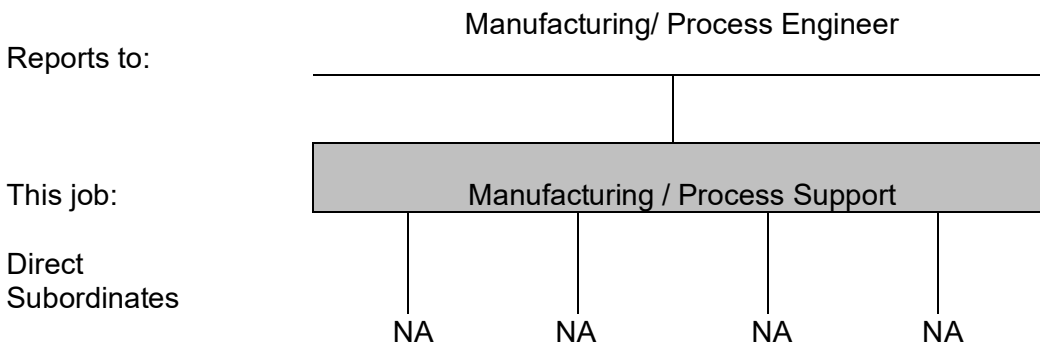 Manufacturing/ Process Engineer
Reports to:
This job:
Manufacturing / Process Support
Direct
Subordinates
NA NA NA NA